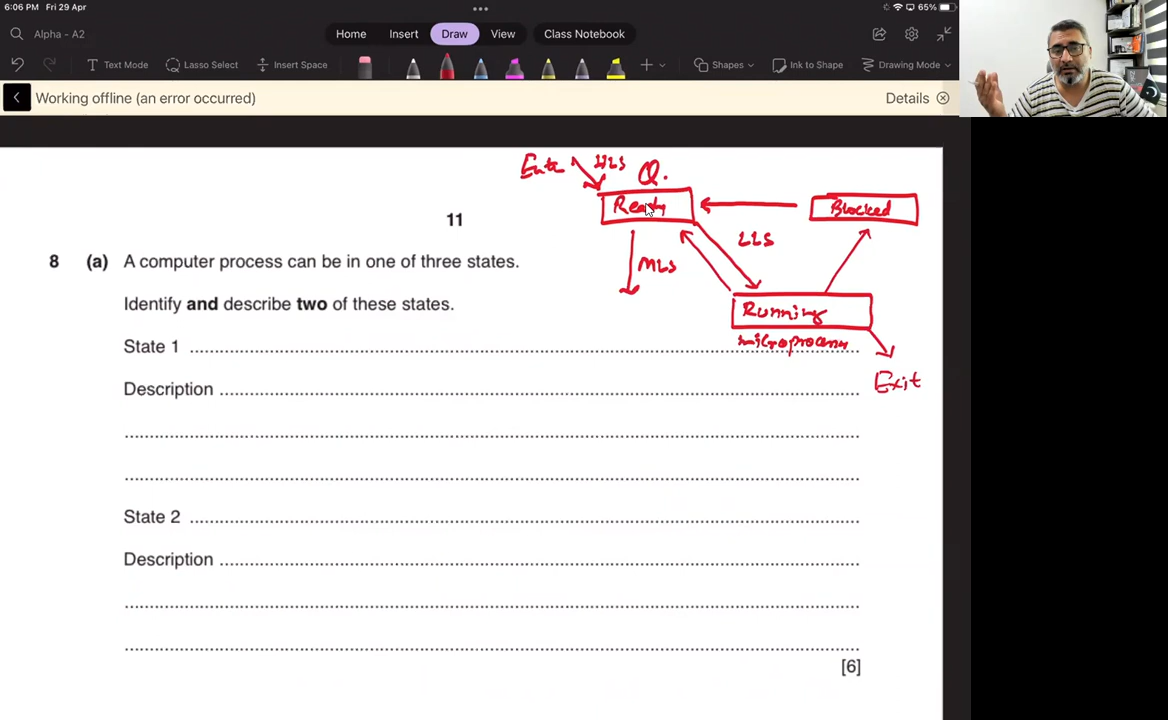 6:06 PM Fri 29 Apr
65%
Alpha - A2
Home Insert Draw View Class Notebook
Text Mode Lasso Select Insert Space Shapes Ink to Shape Drawing Mode
Working offline (an error occurred) Details
HLS Q.
Ready Blocked
11
LLS
MLS
8 (a) A computer process can be in one of three states.
Identify and describe two of these states.
Running
State 1
Exit
Description
State 2
Description
[6]